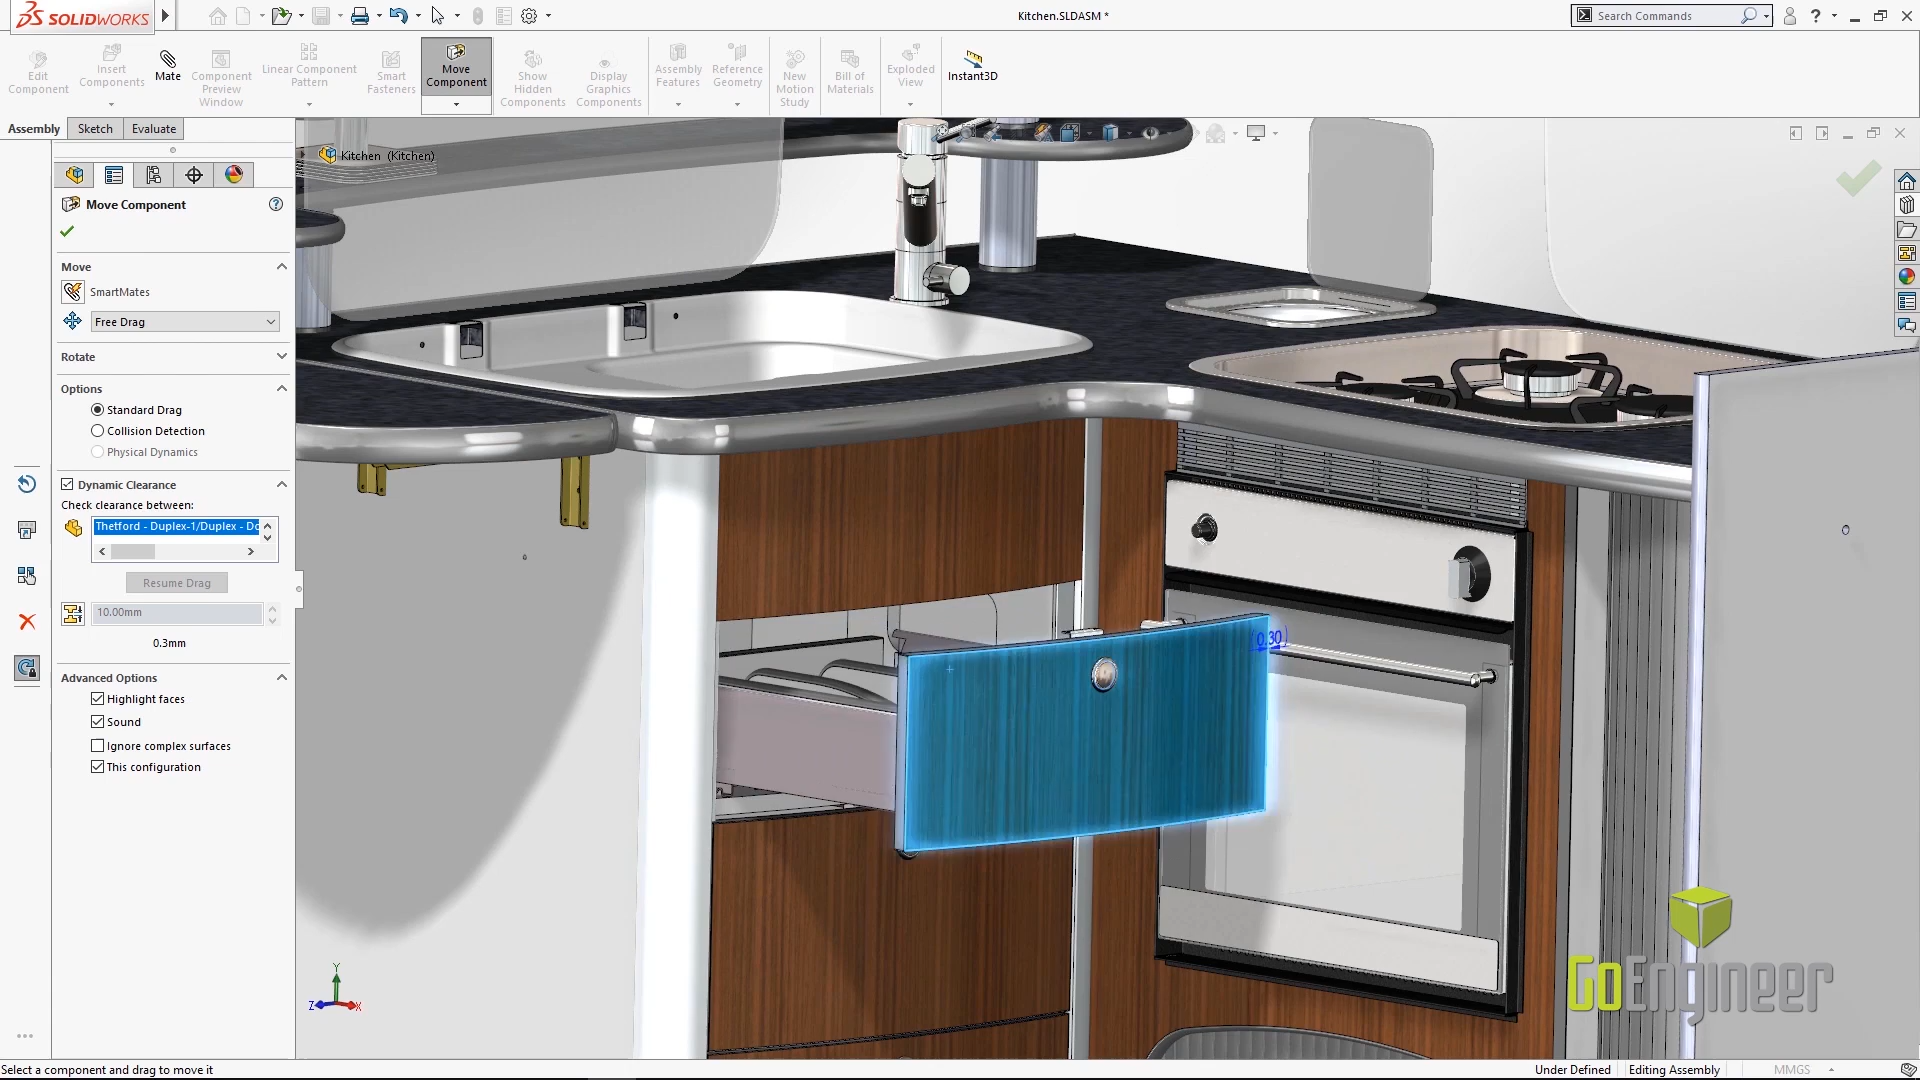 SOLIDWORKS
Kitchen.SLDASM *
Search Commands
Edit Component
Insert Components
Mate
Component Preview Window
Linear Component Pattern
Smart Fasteners
Move Component
Show Hidden Components
Display Graphics Components
Assembly Features
Reference Geometry
New Motion Study
Bill of Materials
Exploded View
Instant3D
Assembly
Sketch
Evaluate
Kitchen (Kitchen)
Move Component
Move
SmartMates
Free Drag
Rotate
Options
Standard Drag
Collision Detection
Physical Dynamics
Dynamic Clearance
Check clearance between:
Thetford - Duplex-1/Duplex - Do
Resume Drag
10.00mm
0.3mm
Advanced Options
Highlight faces
Sound
Ignore complex surfaces
This configuration
0.30
Y
Z
X
GoEngineer
Select a component and drag to move it
Under Defined
Editing Assembly
MMGS